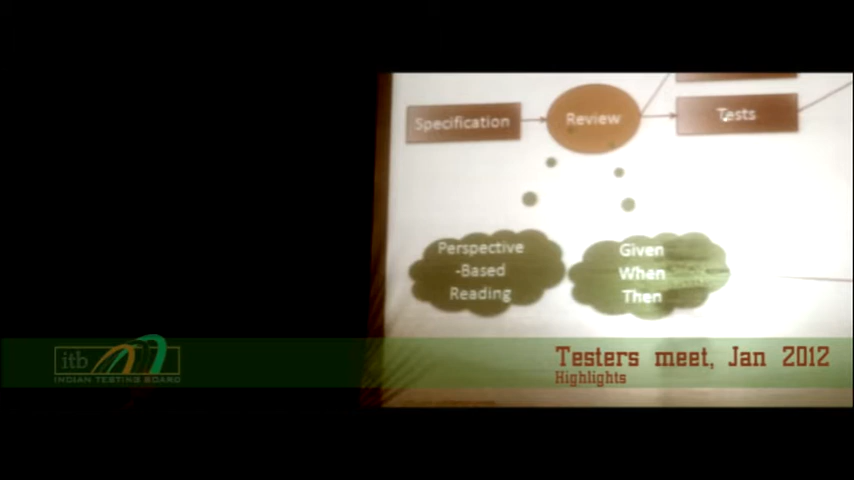 Specification
Review
Tests
Perspective
-Based
Reading
Given
When
Then
itb
INDIAN TESTING BOARD
Testers meet, Jan 2012
Highlights